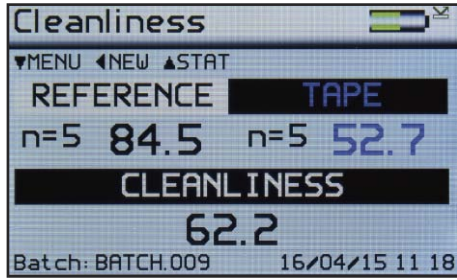 Cleanliness
▼MENU ◀NEW ▲STAT
REFERENCE TAPE
n=5 84.5 n=5 52.7
CLEANLINESS
62.2
Batch: BATCH.009 16/04/15 11 18